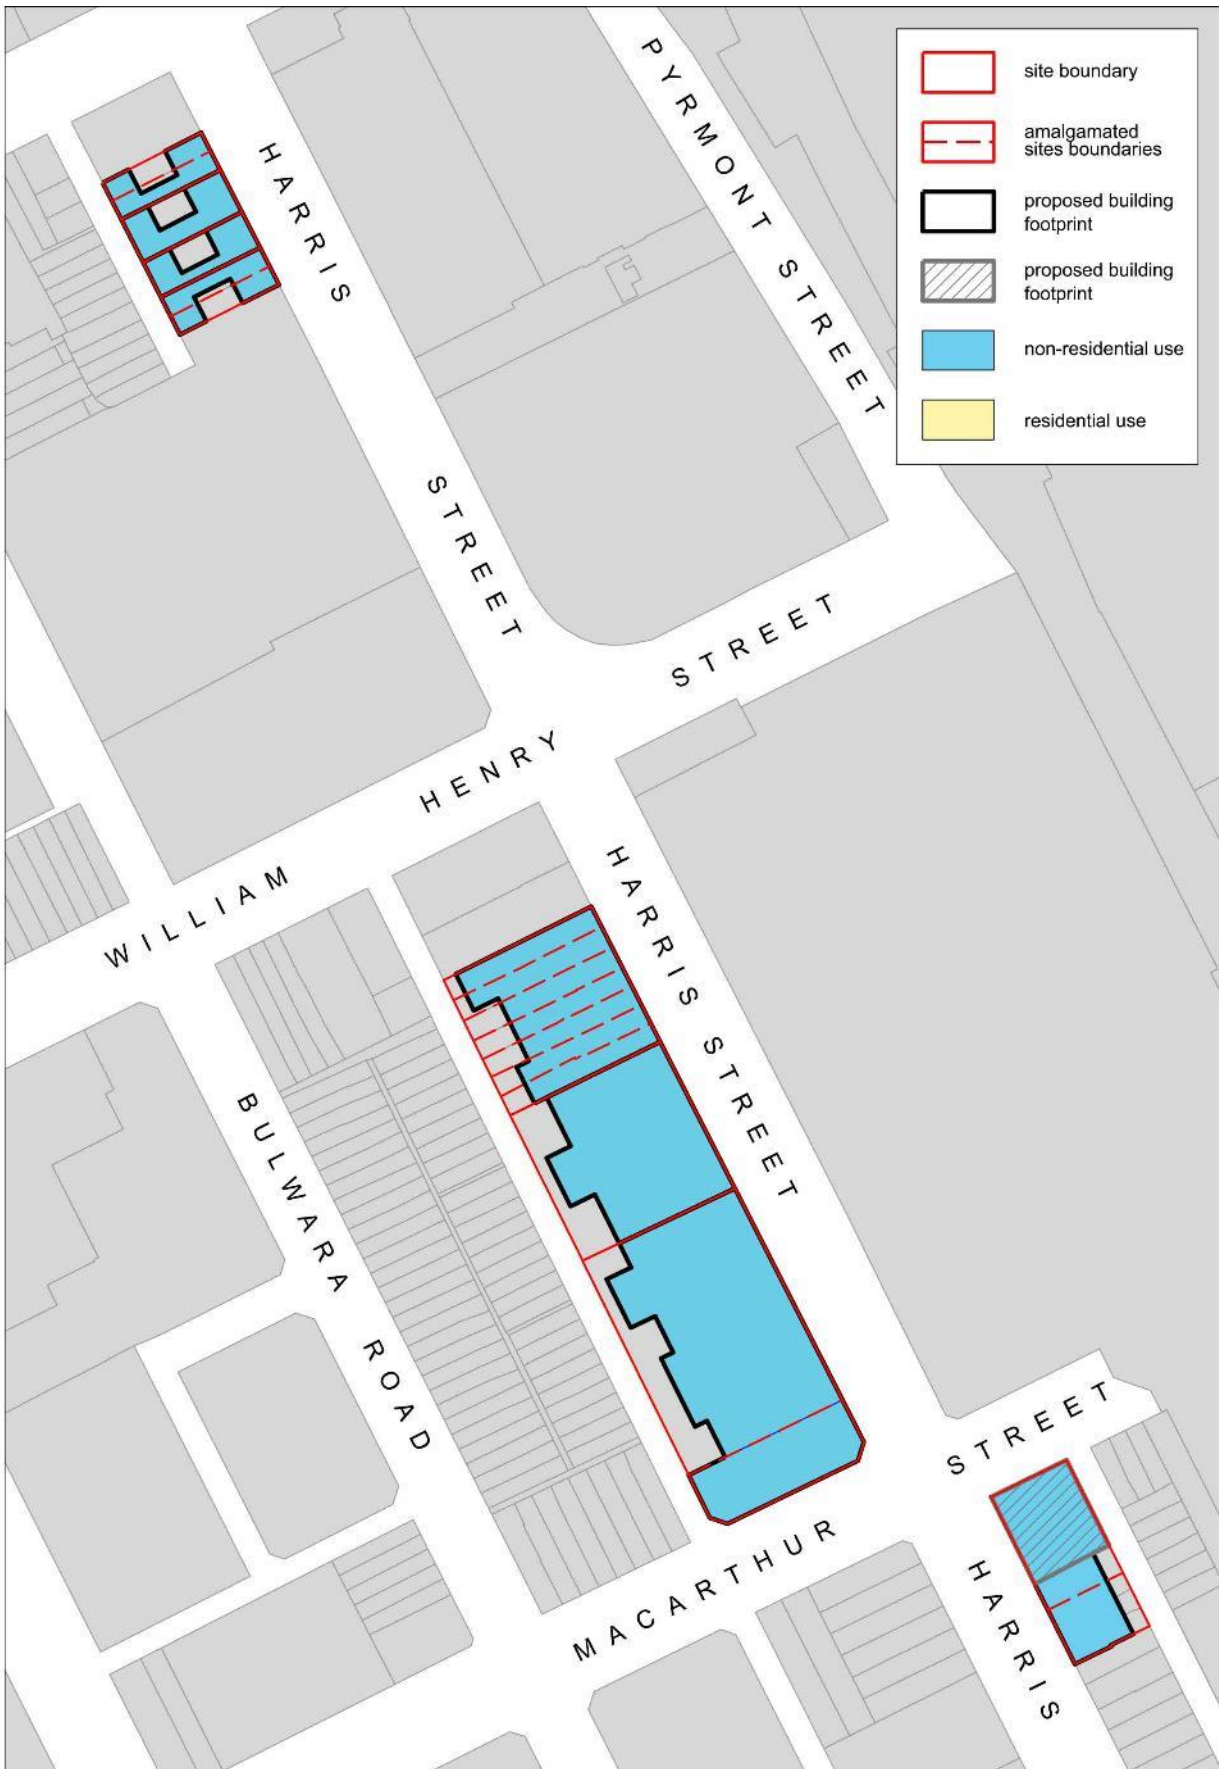 PYRMONT STREET
HARRIS
STREET
site boundary
amalgamated
sites boundaries
proposed building
footprint
proposed building
footprint
non-residential use
residential use
WILLIAM HENRY STREET
HARRIS STREET
BULWARA ROAD
MACARTHUR STREET
HARRIS